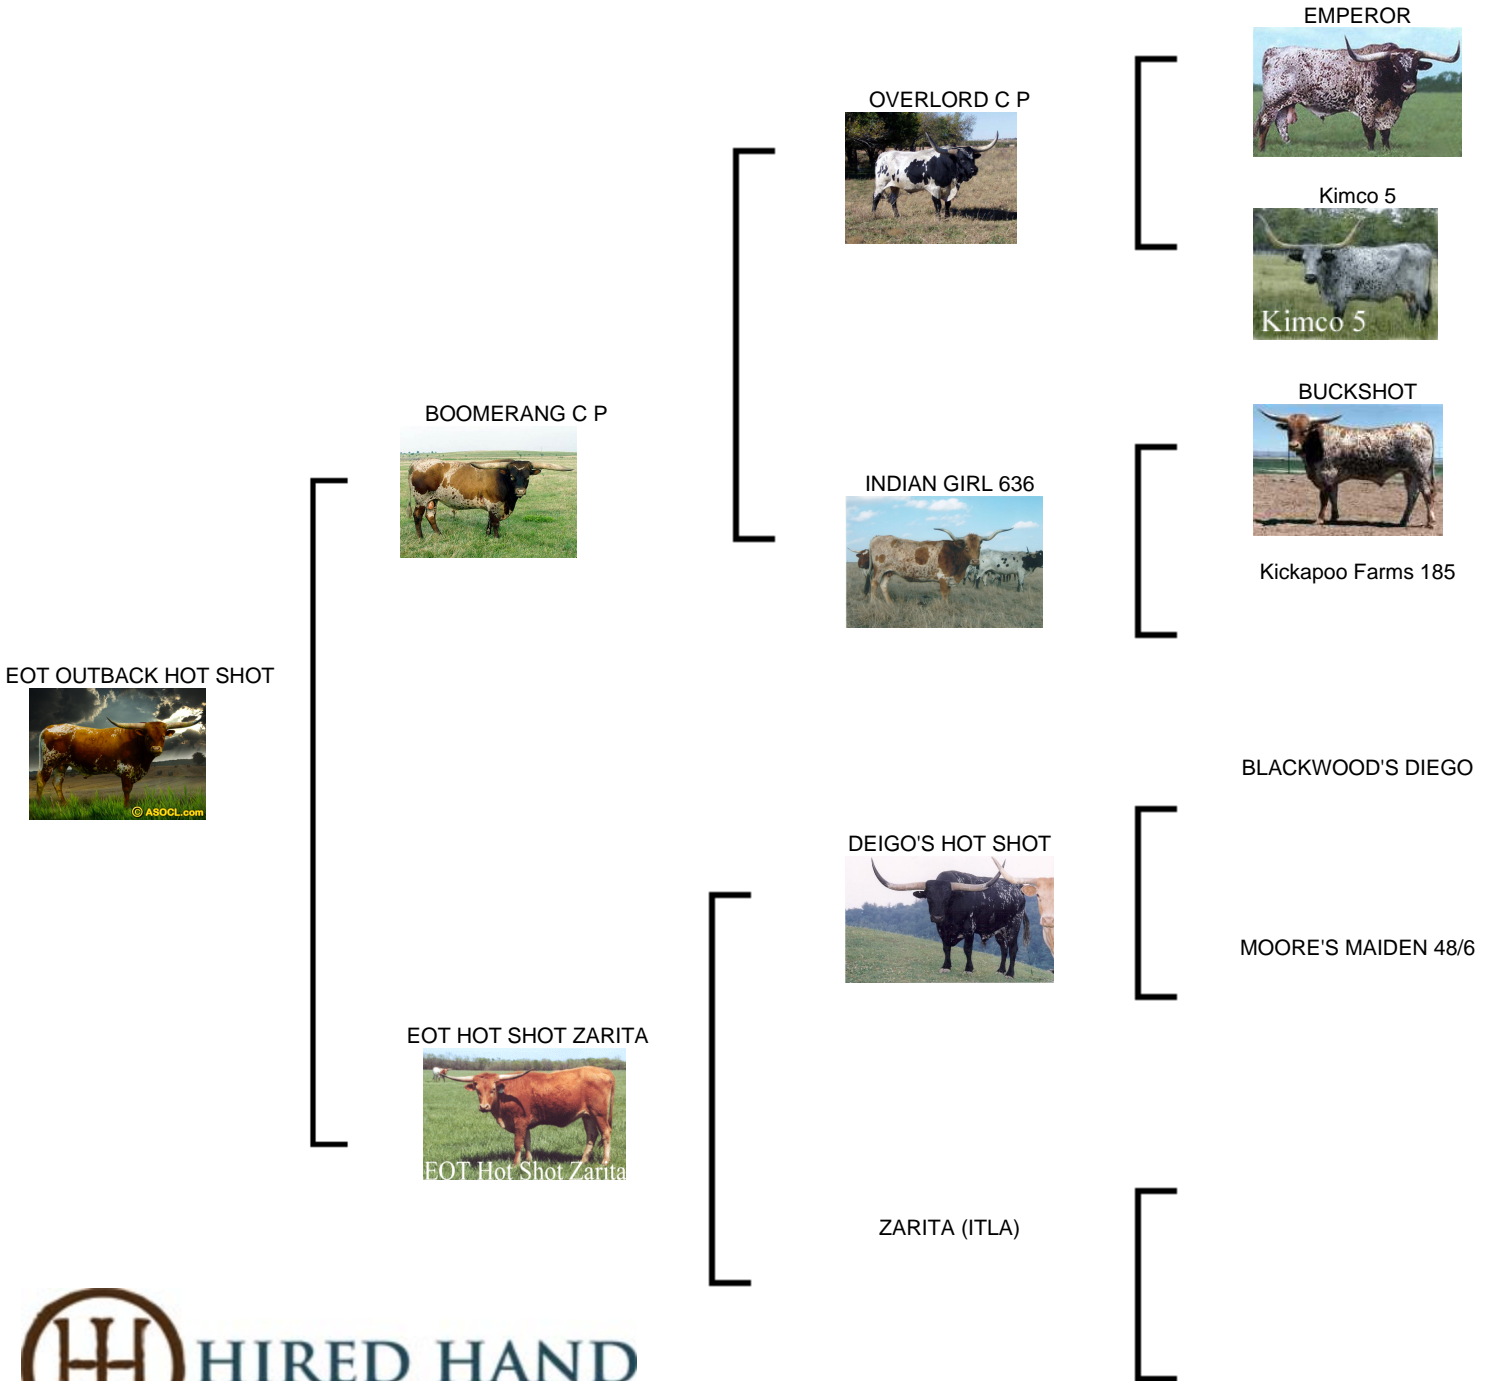 EMPEROR
OVERLORD C P
Kimco 5
Kimco 5
BUCKSHOT
BOOMERANG C P
INDIAN GIRL 636
Kickapoo Farms 185
EOT OUTBACK HOT SHOT
© ASOCL.com
BLACKWOOD'S DIEGO
DEIGO'S HOT SHOT
MOORE'S MAIDEN 48/6
EOT HOT SHOT ZARITA
EOT Hot Shot Zarita
ZARITA (ITLA)
HIRED HAND